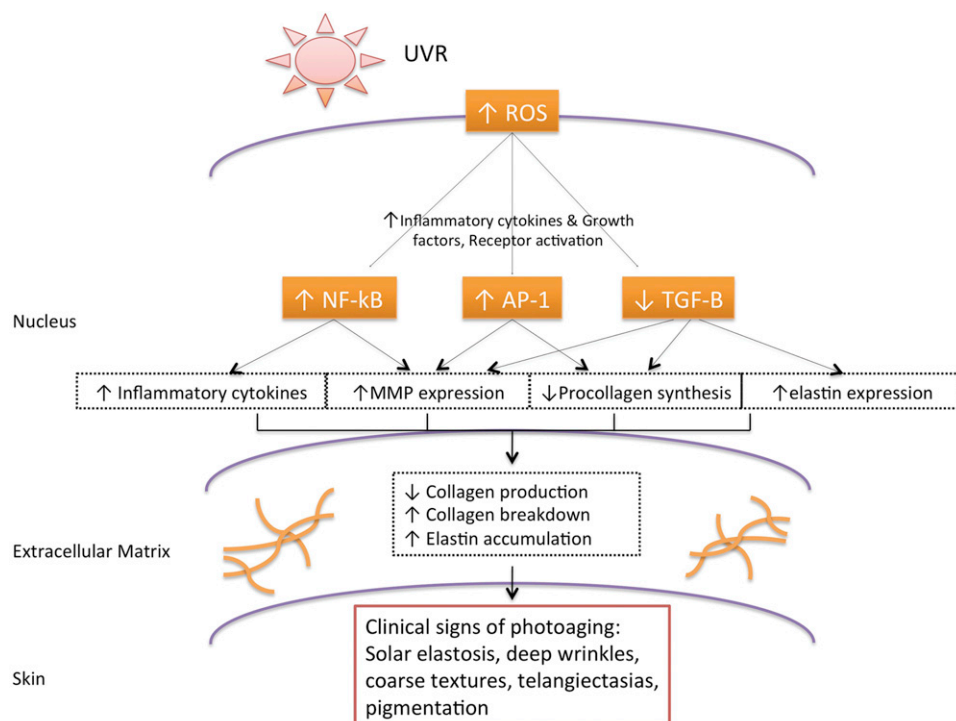 UVR
↑ ROS
↑Inflammatory cytokines & Growth
factors, Receptor activation
↑ NF-kB
↑ AP-1
↓ TGF-B
Nucleus
↑ Inflammatory cytokines
↑MMP expression
↓Procollagen synthesis
↑elastin expression
↓ Collagen production
↑ Collagen breakdown
↑ Elastin accumulation
Extracellular Matrix
Clinical signs of photoaging:
Solar elastosis, deep wrinkles,
coarse textures, telangiectasias,
pigmentation
Skin